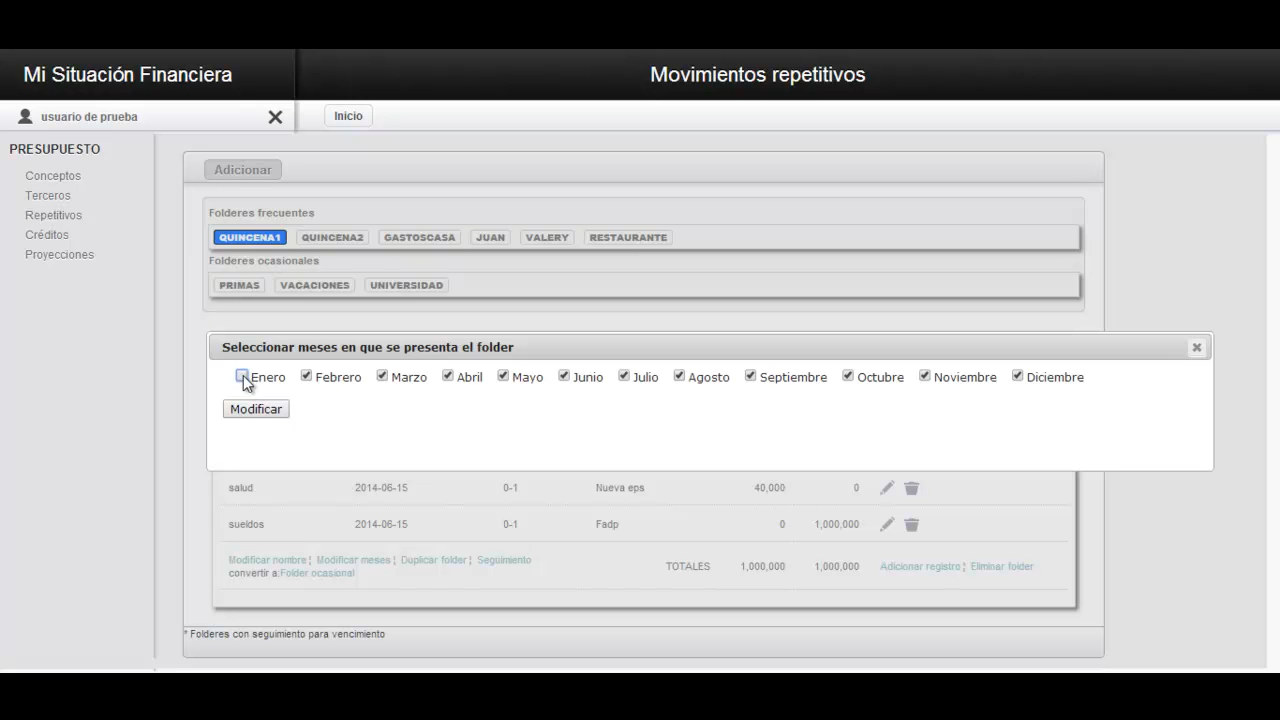 Mi Situación Financiera
Movimientos repetitivos
usuario de prueba
Inicio
PRESUPUESTO
Conceptos
Terceros
Repetitivos
Créditos
Proyecciones
Adicionar
Folderes frecuentes
QUINCENA1 QUINCENA2 GASTOSCASA JUAN VALERY RESTAURANTE
Folderes ocasionales
PRIMAS VACACIONES UNIVERSIDAD
Seleccionar meses en que se presenta el folder
Enero Febrero Marzo Abril Mayo Junio Julio Agosto Septiembre Octubre Noviembre Diciembre
Modificar
salud 2014-06-15 0-1 Nueva eps 40,000 0
sueldos 2014-06-15 0-1 Fadp 0 1,000,000
Modificar nombre¦ Modificar meses¦ Duplicar folder¦ Seguimiento
convertir a:Folder ocasional
TOTALES 1,000,000 1,000,000 Adicionar registro¦ Eliminar folder
* Folderes con seguimiento para vencimiento